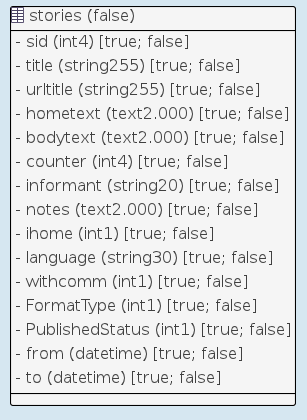 stories (false)
- sid (int4) [true; false]
- title (string255) [true; false]
- urltitle (string255) [true; false]
- hometext (text2.000) [true; false]
- bodytext (text2.000) [true; false]
- counter (int4) [true; false]
- informant (string20) [true; false]
- notes (text2.000) [true; false]
- ihome (int1) [true; false]
- language (string30) [true; false]
- withcomm (int1) [true; false]
- FormatType (int1) [true; false]
- PublishedStatus (int1) [true; false]
- from (datetime) [true; false]
- to (datetime) [true; false]